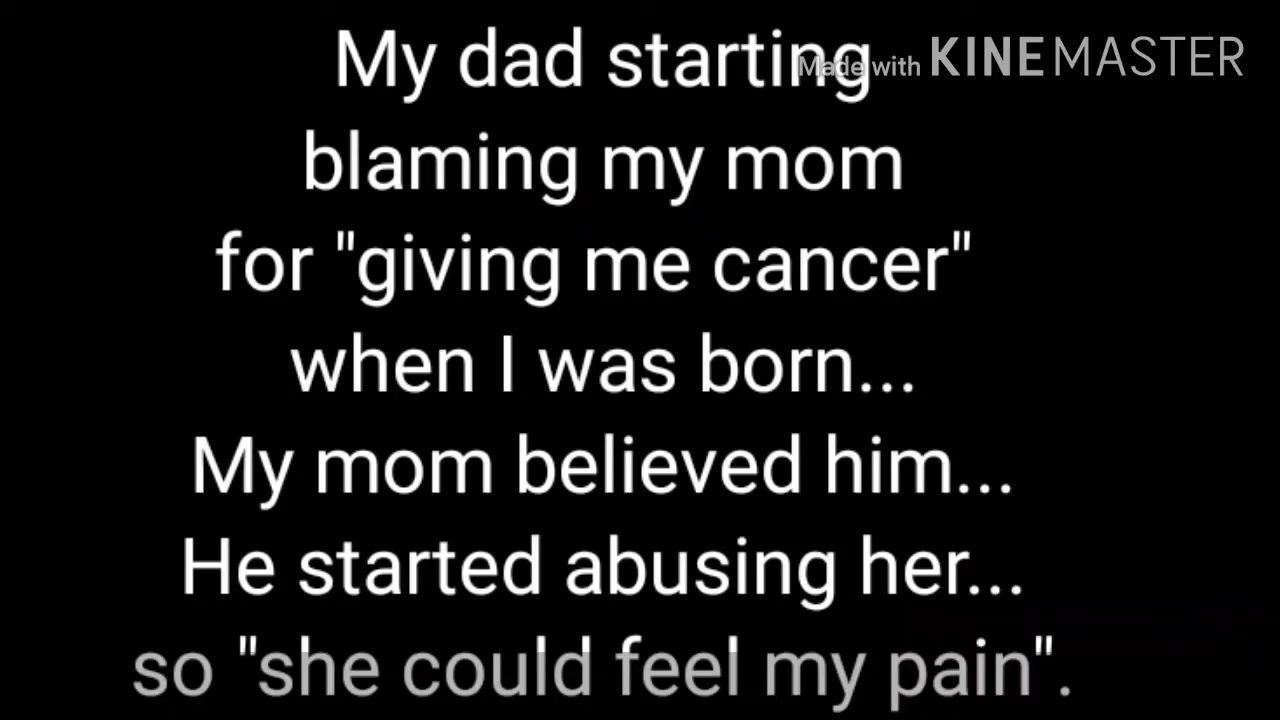 My dad starting
Made with KINEMASTER
blaming my mom
for "giving me cancer"
when I was born...
My mom believed him...
He started abusing her...
so "she could feel my pain".